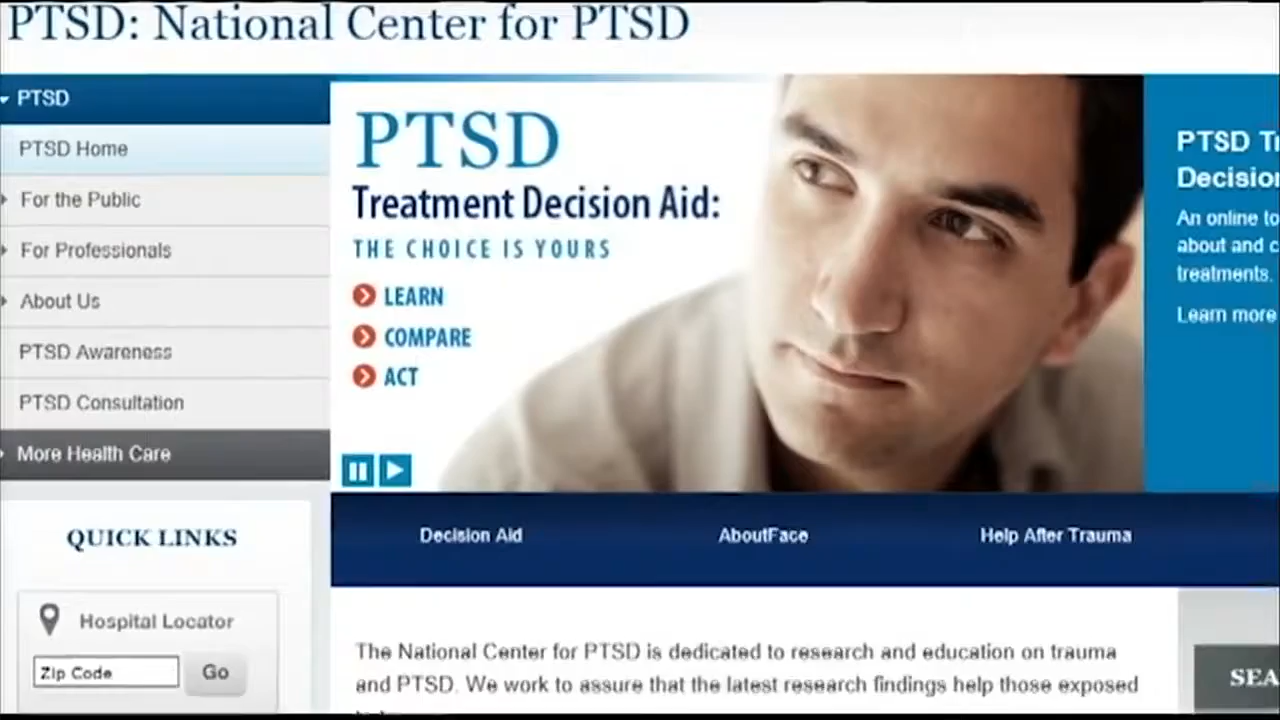 PTSD: National Center for PTSD
PTSD
PTSD Home
For the Public
For Professionals
About Us
PTSD Awareness
PTSD Consultation
More Health Care
QUICK LINKS
Hospital Locator
Zip Code
Go
PTSD
Treatment Decision Aid:
THE CHOICE IS YOURS
LEARN
COMPARE
ACT
PTSD
Decision
An online
about and
treatments.
Learn more
Decision Aid
AboutFace
Help After Trauma
The National Center for PTSD is dedicated to research and education on trauma
and PTSD. We work to assure that the latest research findings help those exposed